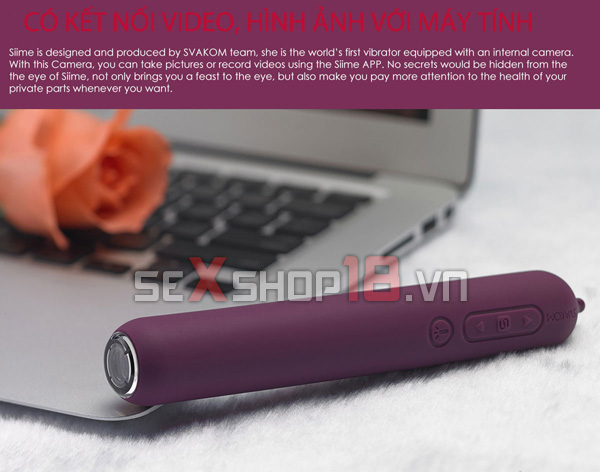 CÓ KẾT NỐI VIDEO, HÌNH ẢNH VỚI MÁY TÍNH
Siime is designed and produced by SVAKOM team, she is the world's first vibrator equipped with an internal camera.
With this Camera, you can take pictures or record videos using the Siime APP. No secrets would be hidden from the
the eye of Siime, not only brings you a feast to the eye, but also make you pay more attention to the health of your
private parts whenever you want.
seXshop18.vn
SVAKOM